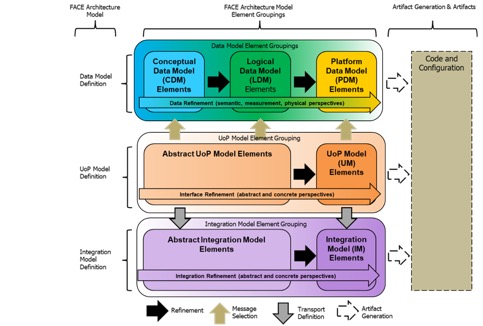 FACE Architecture
Model
FACE Architecture Model
Element Groupings
Artifact Generation & Artifacts
Data Model Element Groupings
Data Model
Definition
Conceptual
Data Model
(CDM)
Elements
Logical
Data Model
(LDM)
Elements
Platform
Data Model
(PDM)
Elements
Data Refinement (semantic, measurement, physical perspectives)
Code and
Configuration
UoP Model Element Grouping
UoP Model
Definition
Abstract UoP Model Elements
UoP Model
(UM)
Elements
Interface Refinement (abstract and concrete perspectives)
Integration Model Element Grouping
Integration
Model
Definition
Abstract Integration Model
Elements
Integration
Model (IM)
Elements
Integration Refinement (abstract and concrete perspectives)
Refinement
Message
Selection
Transport
Definition
Artifact
Generation